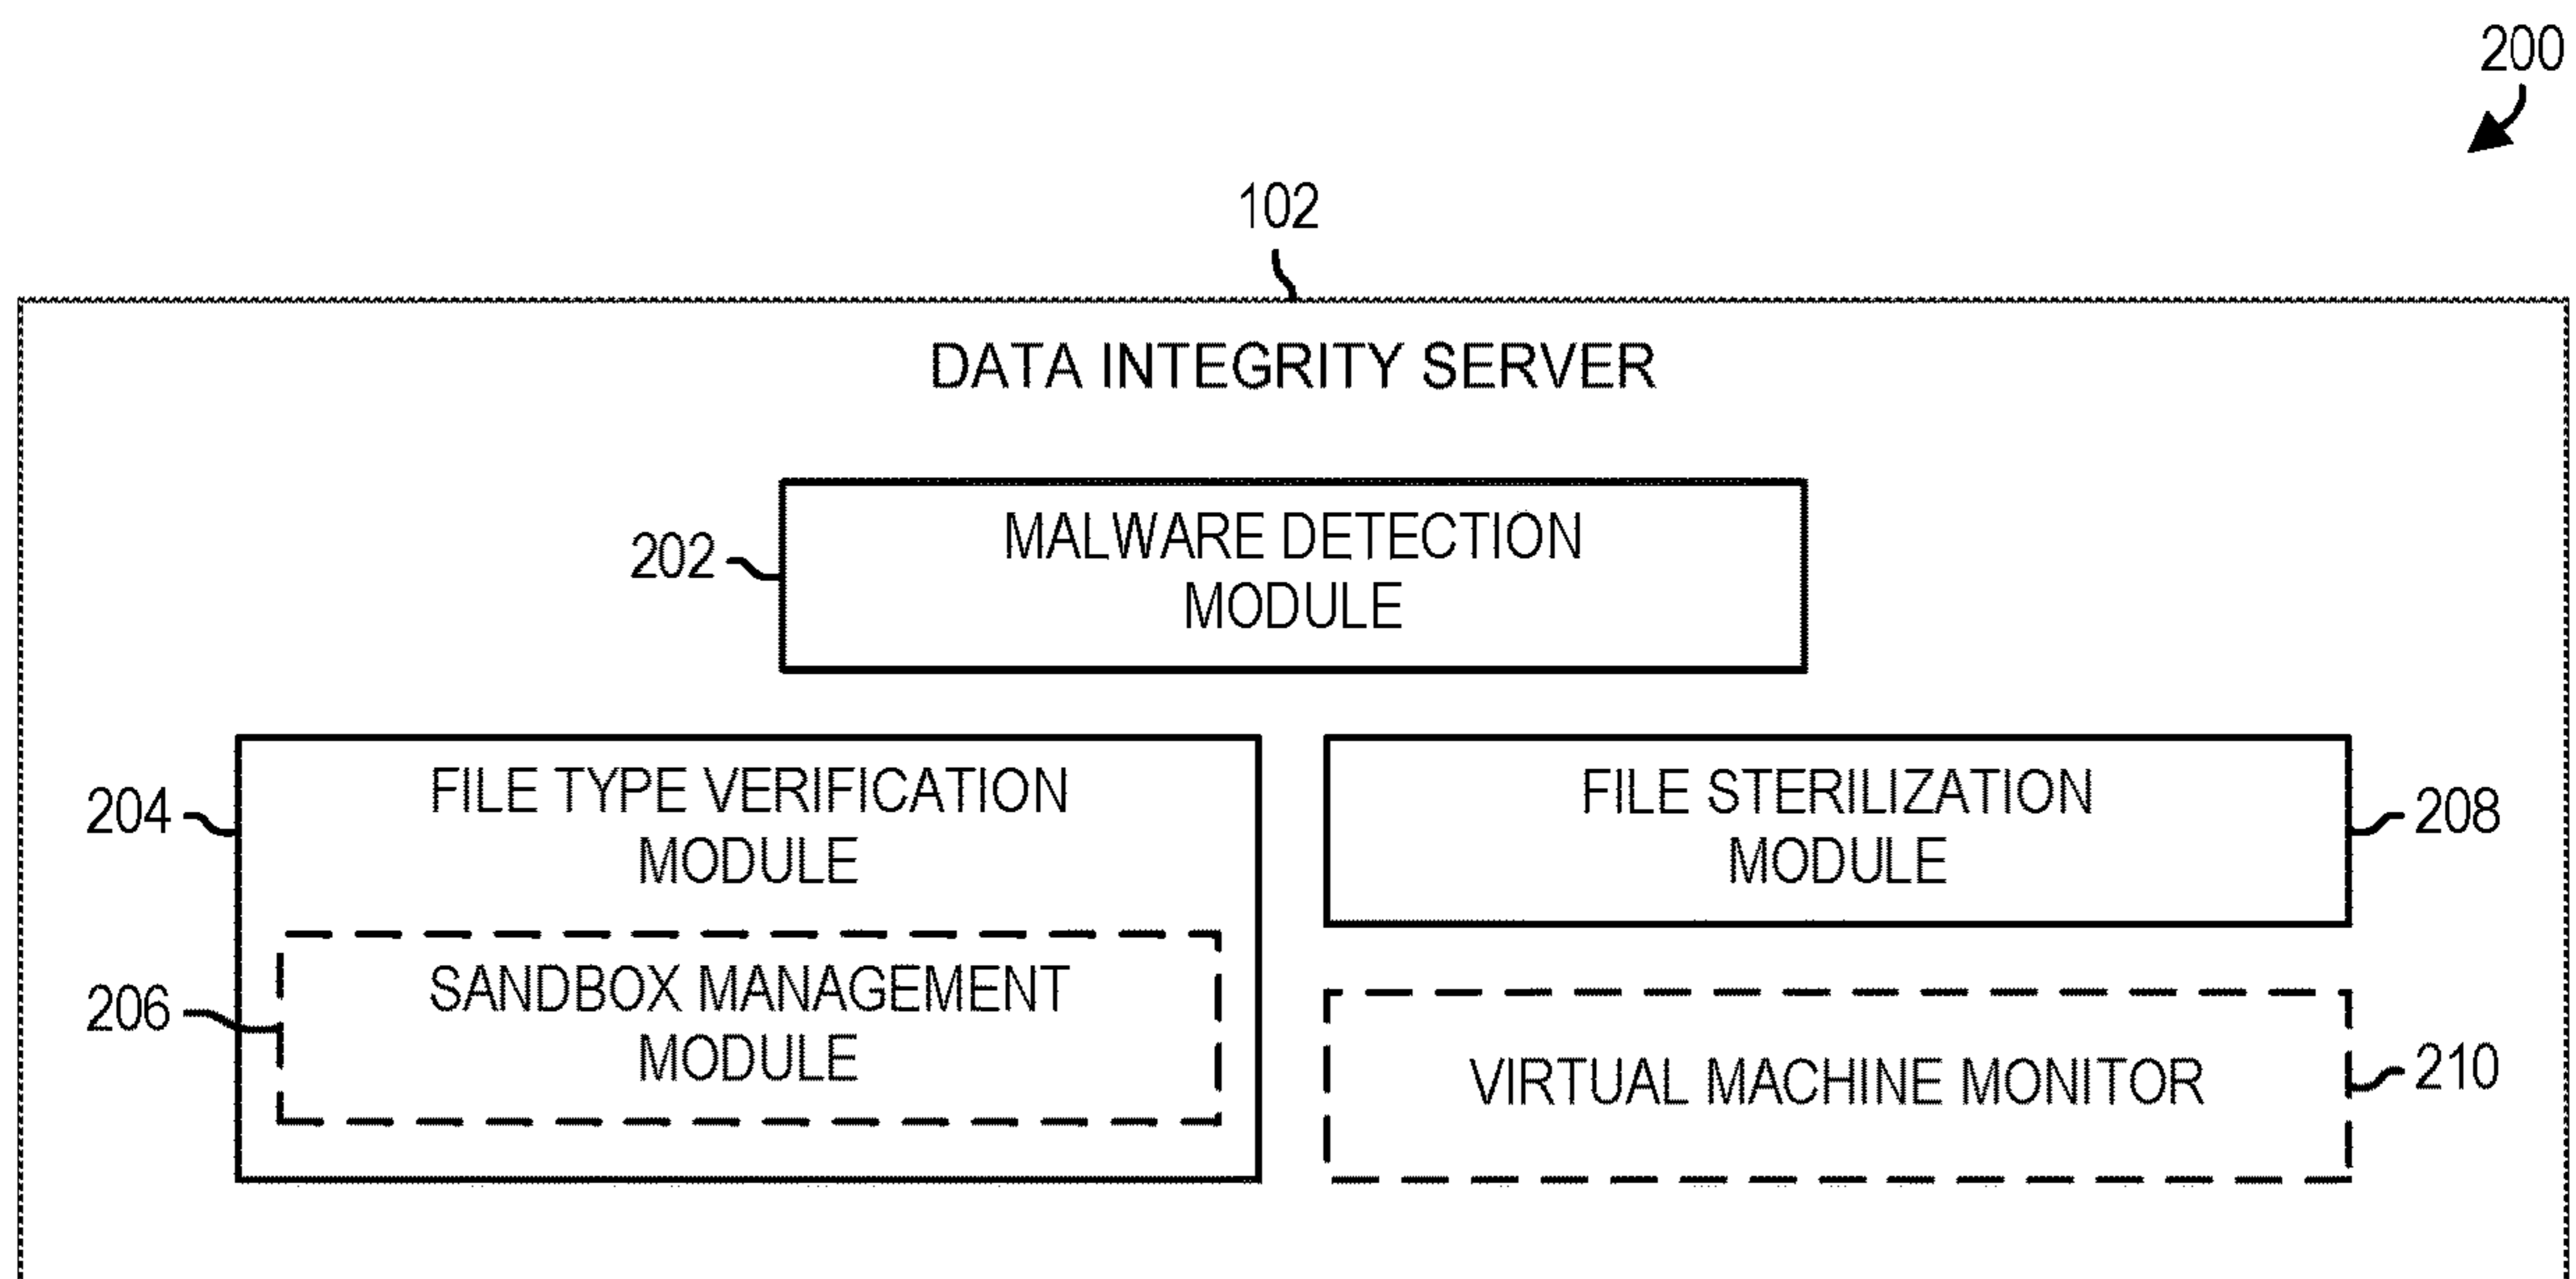 200
102
DATA INTEGRITY SERVER
202
MALWARE DETECTION
MODULE
204
FILE TYPE VERIFICATION
MODULE
FILE STERILIZATION
MODULE
208
206
SANDBOX MANAGEMENT
MODULE
VIRTUAL MACHINE MONITOR
210